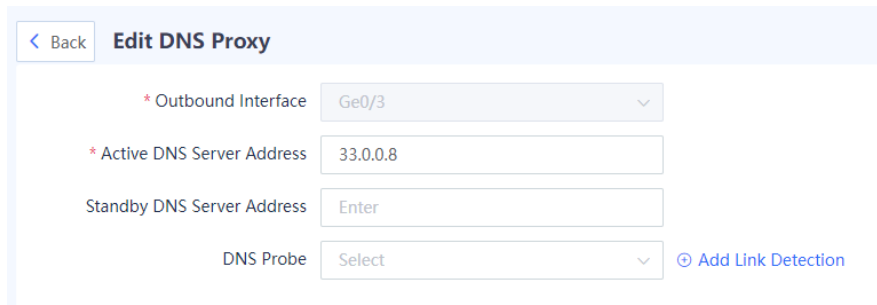 Back Edit DNS Proxy
* Outbound Interface Ge0/3
* Active DNS Server Address 33.0.0.8
Standby DNS Server Address Enter
DNS Probe Select Add Link Detection